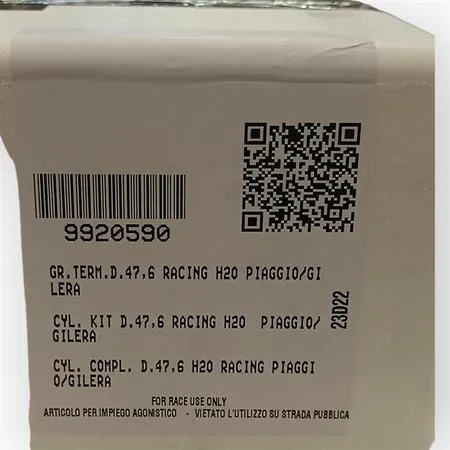 9920590
GR.TERM.D.47,6 RACING H2O PIAGGIO/GI
LERA
CYL. KIT D.47,6 RACING H2O PIAGGIO/
GILERA
CYL. COMPL. D.47,6 H2O RACING PIAGGI
O/GILERA
23D22
FOR RACE USE ONLY
ARTICOLO PER IMPIEGO AGONISTICO - VIETATO L'UTILIZZO SU STRADA PUBBLICA